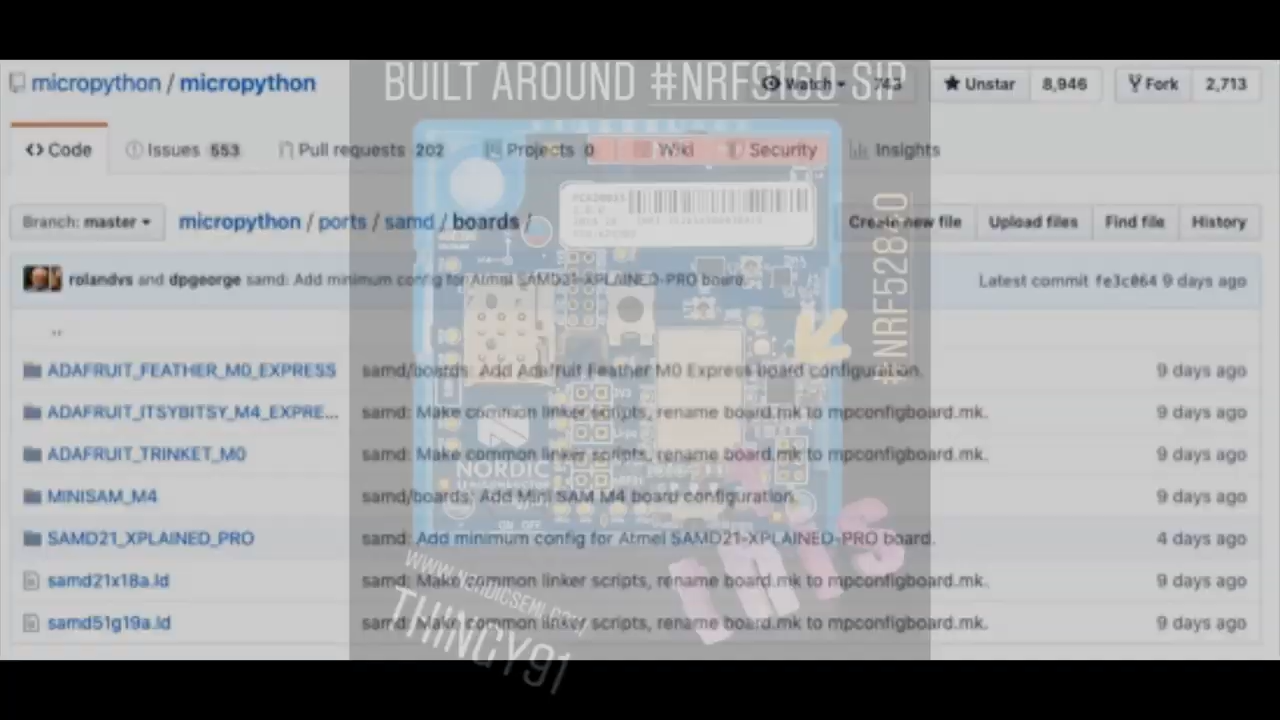 BUILT AROUND #NRF9160 SIP
micropython / micropython
Watch 743
Unstar 8,946
Fork 2,713
Code
Issues 553
Pull requests 202
Projects 0
Wiki
Security
Insights
Branch: master
micropython / ports / samd / boards /
Create new file
Upload files
Find file
History
#NRF52840
rolandvs and dpgeorge samd: Add minimum config for Atmel SAMD21-XPLAINED-PRO board.
Latest commit fe3c064 9 days ago
..
ADAFRUIT_FEATHER_M0_EXPRESS samd/boards: Add Adafruit Feather M0 Express board configuration. 9 days ago
ADAFRUIT_ITSYBITSY_M4_EXPRE... samd: Make common linker scripts, rename board.mk to mpconfigboard.mk. 9 days ago
ADAFRUIT_TRINKET_M0 samd: Make common linker scripts, rename board.mk to mpconfigboard.mk. 9 days ago
NORDIC
SEMICONDUCTOR
MINISAM_M4 samd/boards: Add Mini SAM M4 board configuration. 9 days ago
ON OFF
SAMD21_XPLAINED_PRO samd: Add minimum config for Atmel SAMD21-XPLAINED-PRO board. 4 days ago
samd21x18a.ld samd: Make common linker scripts, rename board.mk to mpconfigboard.mk. 9 days ago
samd51g19a.ld samd: Make common linker scripts, rename board.mk to mpconfigboard.mk. 9 days ago
THINGY91